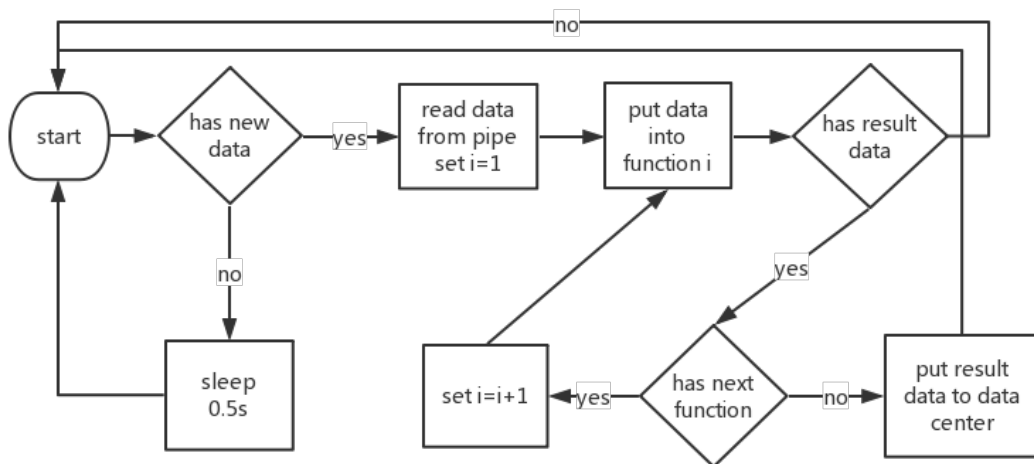 no
start
has new
data
yes
read data
from pipe
set i=1
put data
into
function i
has result
data
no
yes
sleep
0.5s
set i=i+1
yes
has next
function
no
put result
data to data
center